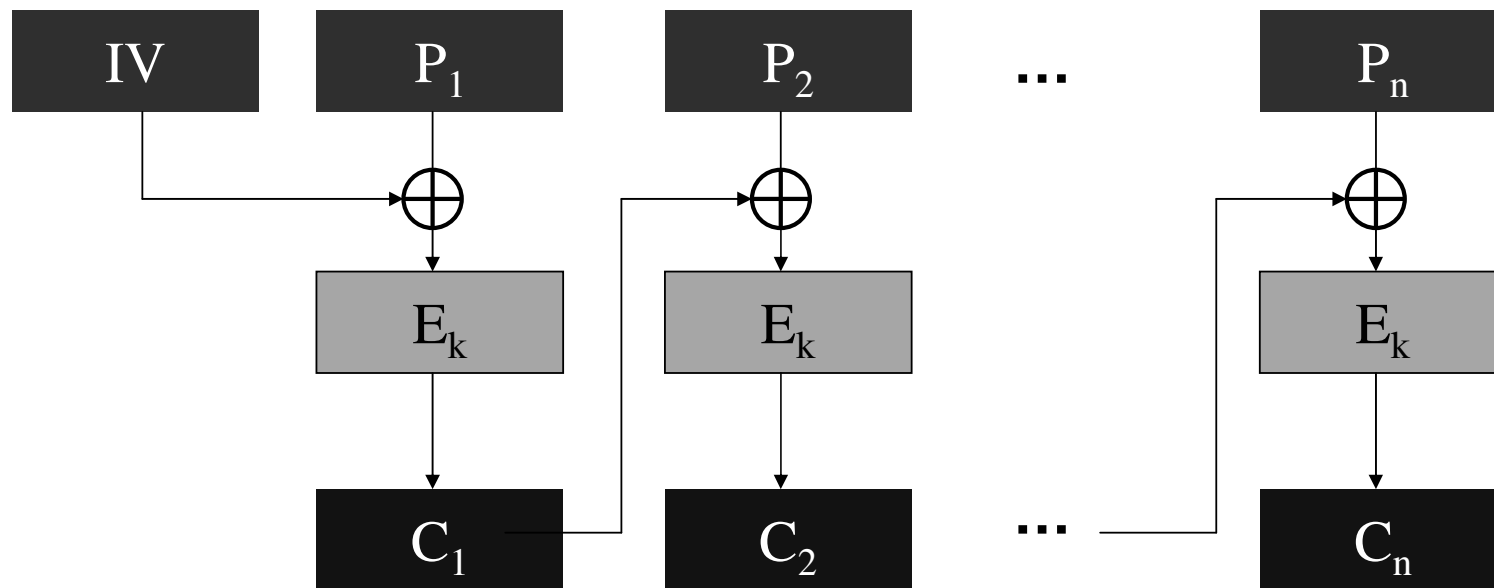 IV P₁ P₂ ... Pₙ
Eₖ Eₖ Eₖ
C₁ C₂ ... Cₙ